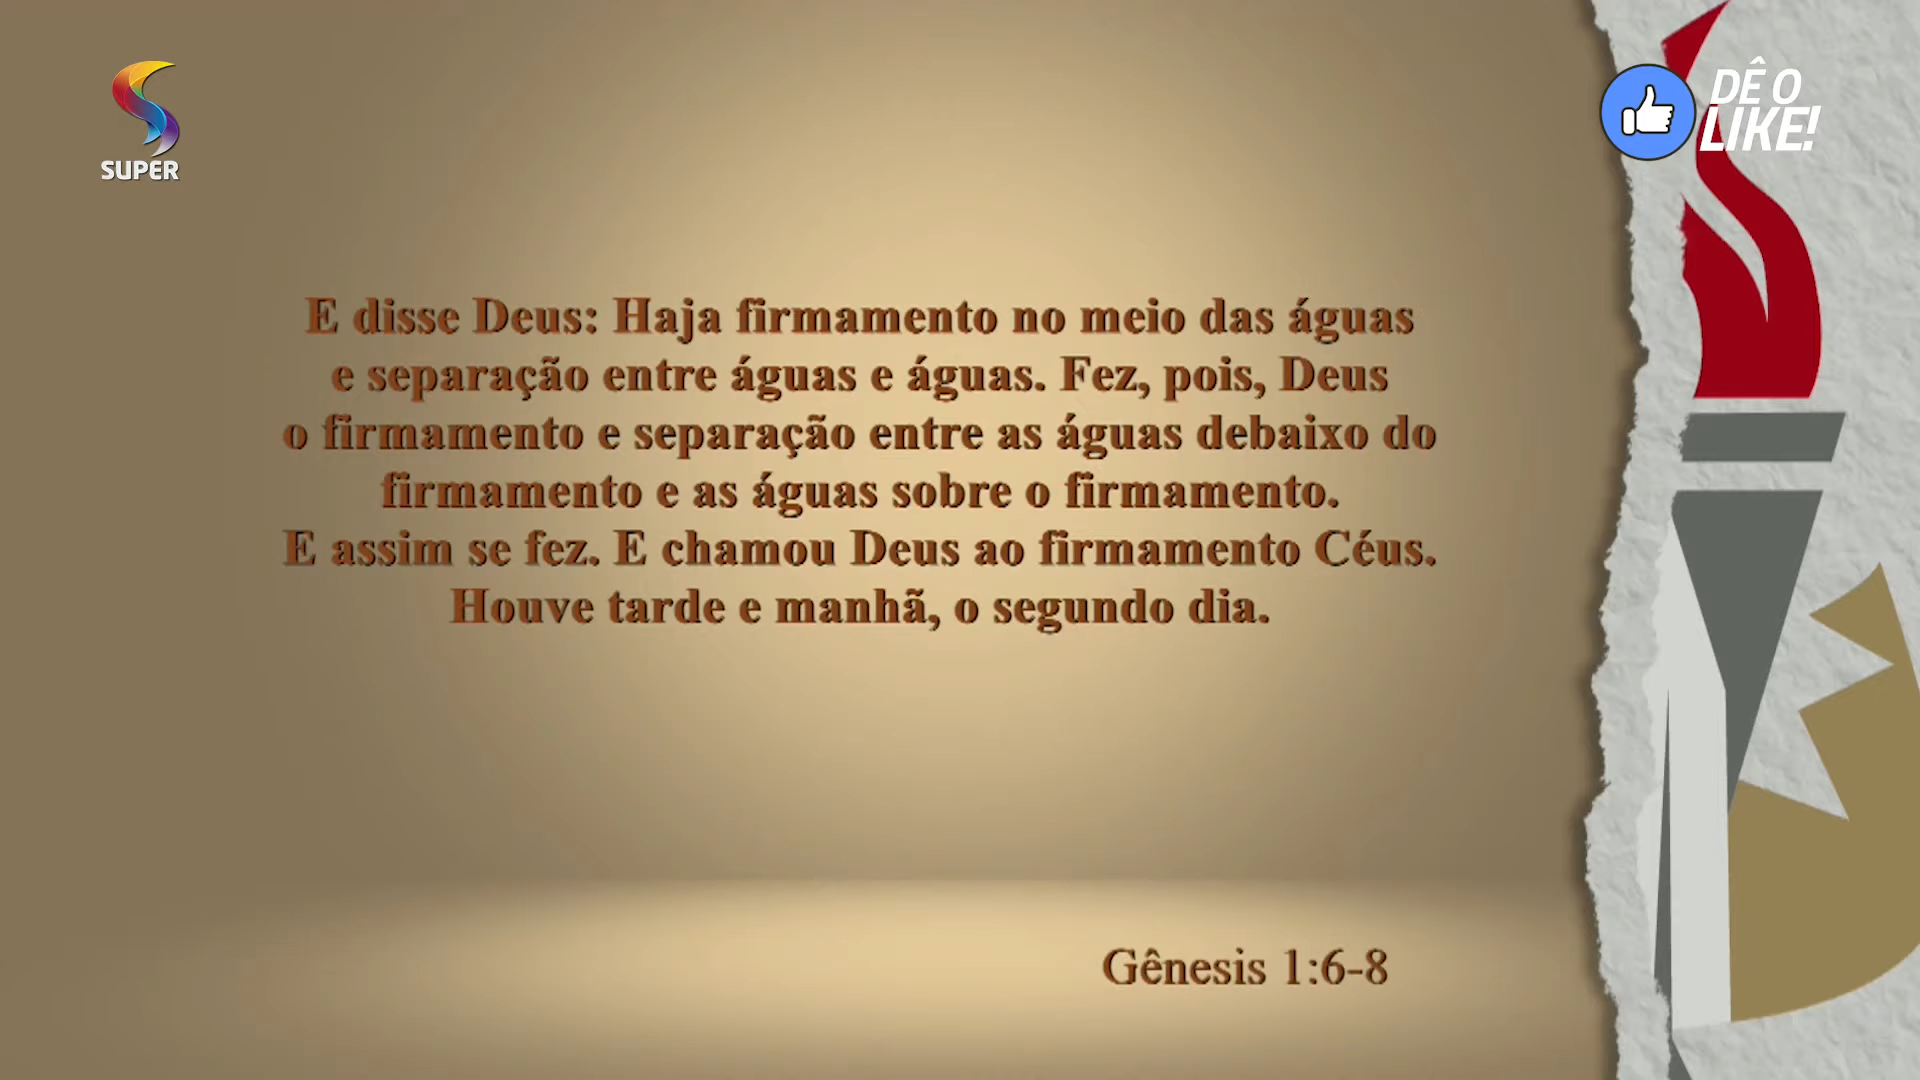 SUPER
DÊ O
LIKE!
E disse Deus: Haja firmamento no meio das águas
e separação entre águas e águas. Fez, pois, Deus
o firmamento e separação entre as águas debaixo do
firmamento e as águas sobre o firmamento.
E assim se fez. E chamou Deus ao firmamento Céus.
Houve tarde e manhã, o segundo dia.
Gênesis 1:6-8